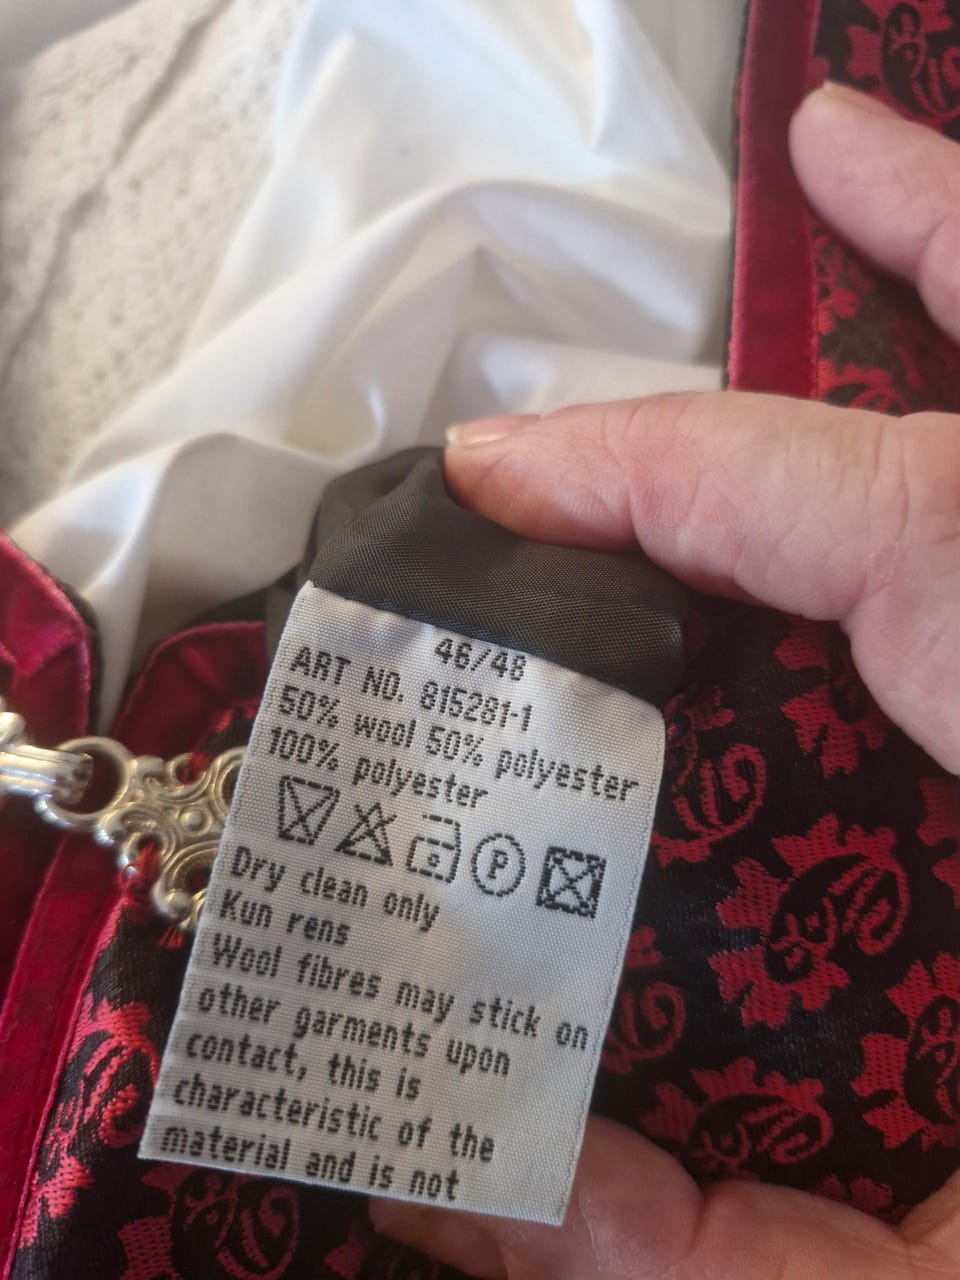 46/48
ART NO. 815281-1
50% wool 50% polyester
100% polyester
P
Dry clean only
Kun rens
Wool fibres may stick on
other garments upon
contact, this is
characteristic of the
material and is not